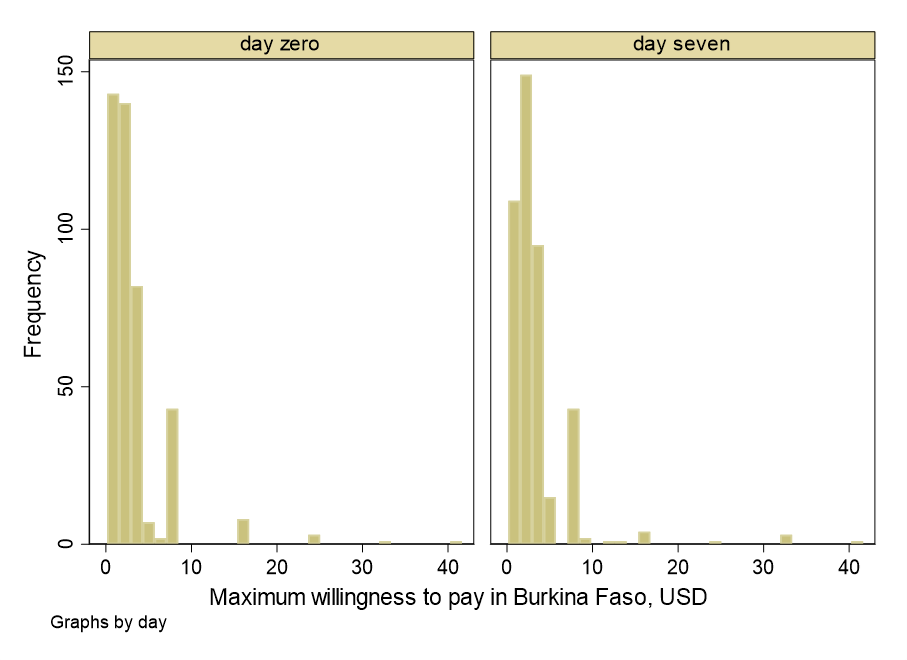 day zero
day seven
Frequency
150
100
50
0
0 10 20 30 40
0 10 20 30 40
Maximum willingness to pay in Burkina Faso, USD
Graphs by day